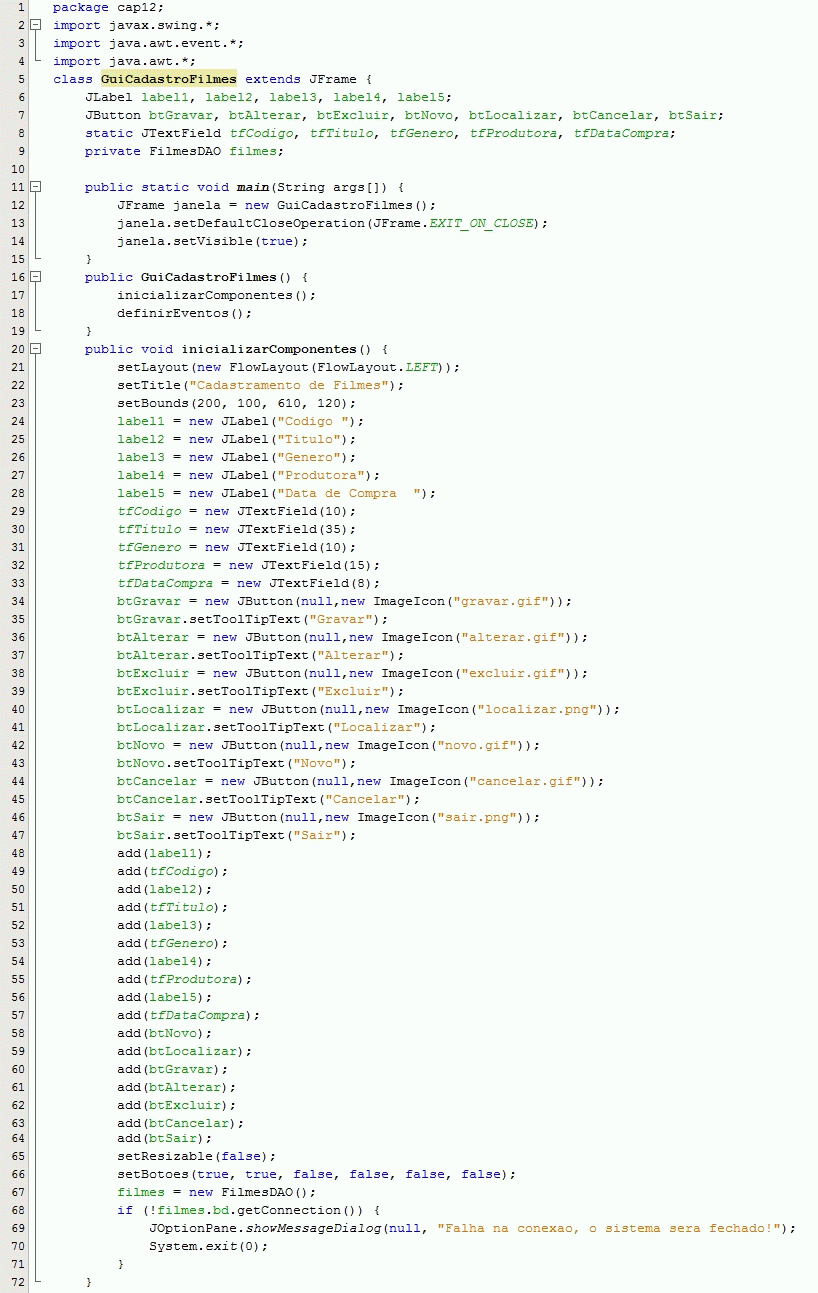 1 package cap12;
2 import javax.swing.*;
3 import java.awt.event.*;
4 import java.awt.*;
5 class GuiCadastroFilmes extends JFrame {
6 JLabel label1, label2, label3, label4, label5;
7 JButton btGravar, btAlterar, btExcluir, btNovo, btLocalizar, btCancelar, btSair;
8 static JTextField tfCodigo, tfTitulo, tfGenero, tfProdutora, tfDataCompra;
9 private FilmesDAO filmes;
10
11 public static void main(String args[]) {
12 JFrame janela = new GuiCadastroFilmes();
13 janela.setDefaultCloseOperation(JFrame.EXIT_ON_CLOSE);
14 janela.setVisible(true);
15 }
16 public GuiCadastroFilmes() {
17 inicializarComponentes();
18 definirEventos();
19 }
20 public void inicializarComponentes() {
21 setLayout(new FlowLayout(FlowLayout.LEFT));
22 setTitle("Cadastramento de Filmes");
23 setBounds(200, 100, 610, 120);
24 label1 = new JLabel("Codigo ");
25 label2 = new JLabel("Titulo");
26 label3 = new JLabel("Genero");
27 label4 = new JLabel("Produtora");
28 label5 = new JLabel("Data de Compra  ");
29 tfCodigo = new JTextField(10);
30 tfTitulo = new JTextField(35);
31 tfGenero = new JTextField(10);
32 tfProdutora = new JTextField(15);
33 tfDataCompra = new JTextField(8);
34 btGravar = new JButton(null,new ImageIcon("gravar.gif"));
35 btGravar.setToolTipText("Gravar");
36 btAlterar = new JButton(null,new ImageIcon("alterar.gif"));
37 btAlterar.setToolTipText("Alterar");
38 btExcluir = new JButton(null,new ImageIcon("excluir.gif"));
39 btExcluir.setToolTipText("Excluir");
40 btLocalizar = new JButton(null,new ImageIcon("localizar.png"));
41 btLocalizar.setToolTipText("Localizar");
42 btNovo = new JButton(null,new ImageIcon("novo.gif"));
43 btNovo.setToolTipText("Novo");
44 btCancelar = new JButton(null,new ImageIcon("cancelar.gif"));
45 btCancelar.setToolTipText("Cancelar");
46 btSair = new JButton(null,new ImageIcon("sair.png"));
47 btSair.setToolTipText("Sair");
48 add(label1);
49 add(tfCodigo);
50 add(label2);
51 add(tfTitulo);
52 add(label3);
53 add(tfGenero);
54 add(label4);
55 add(tfProdutora);
56 add(label5);
57 add(tfDataCompra);
58 add(btNovo);
59 add(btLocalizar);
60 add(btGravar);
61 add(btAlterar);
62 add(btExcluir);
63 add(btCancelar);
64 add(btSair);
65 setResizable(false);
66 setBotoes(true, true, false, false, false, false);
67 filmes = new FilmesDAO();
68 if (!filmes.bd.getConnection()) {
69 JOptionPane.showMessageDialog(null, "Falha na conexao, o sistema sera fechado!");
70 System.exit(0);
71 }
72 }